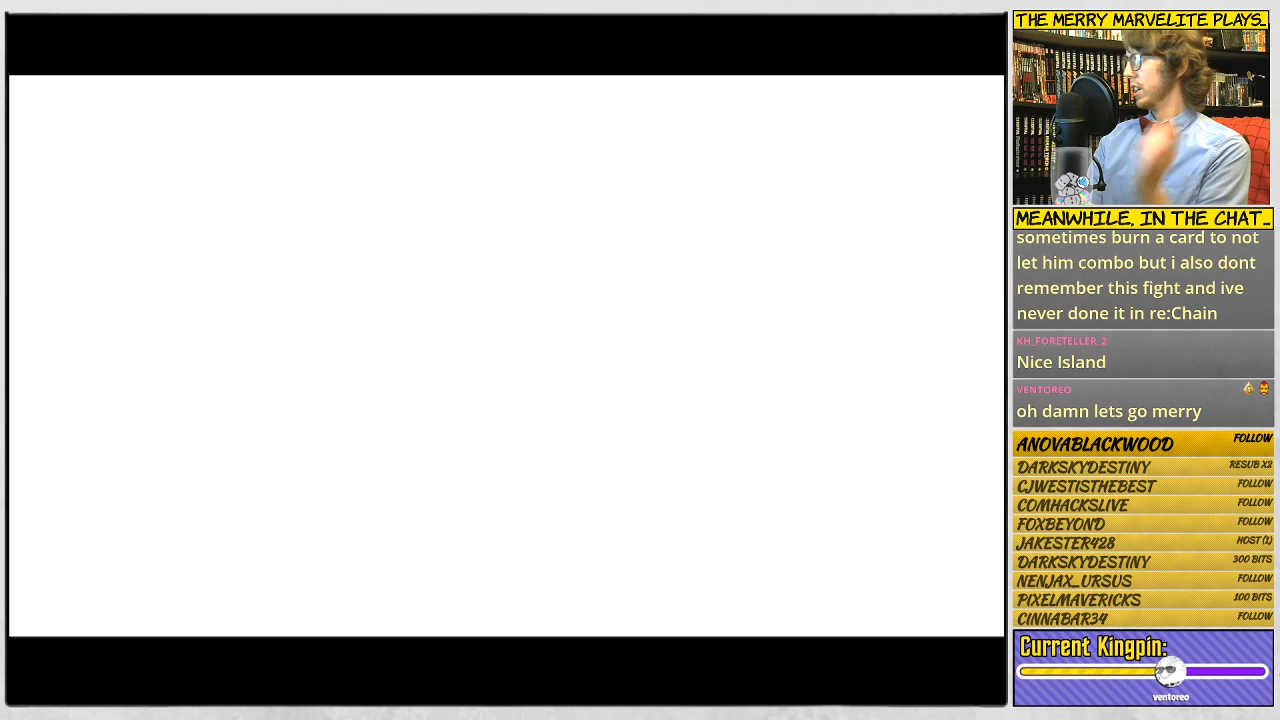 THE MERRY MARVELITE PLAYS...
MEANWHILE, IN THE CHAT...
sometimes burn a card to not
let him combo but i also dont
remember this fight and ive
never done it in re:Chain
KH_FORETELLER_2
Nice Island
VENTOREO
oh damn lets go merry
ANOVABLACKWOOD FOLLOW
DARKSKYDESTINY RESUB X2
CJWESTISTHEBEST FOLLOW
COMHACKSLIVE FOLLOW
FOXBEYOND FOLLOW
JAKESTER428 HOST (1)
DARKSKYDESTINY 300 BITS
NENJAX_URSUS FOLLOW
PIXELMAVERICKS 100 BITS
CINNABAR34 FOLLOW
Current Kingpin:
ventoreo